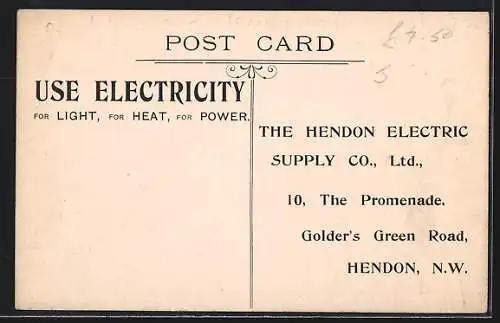 POST CARD
£7.50
5
USE ELECTRICITY
FOR LIGHT, FOR HEAT, FOR POWER.
THE HENDON ELECTRIC
SUPPLY CO., Ltd.,
10, The Promenade.
Golder's Green Road,
HENDON, N.W.